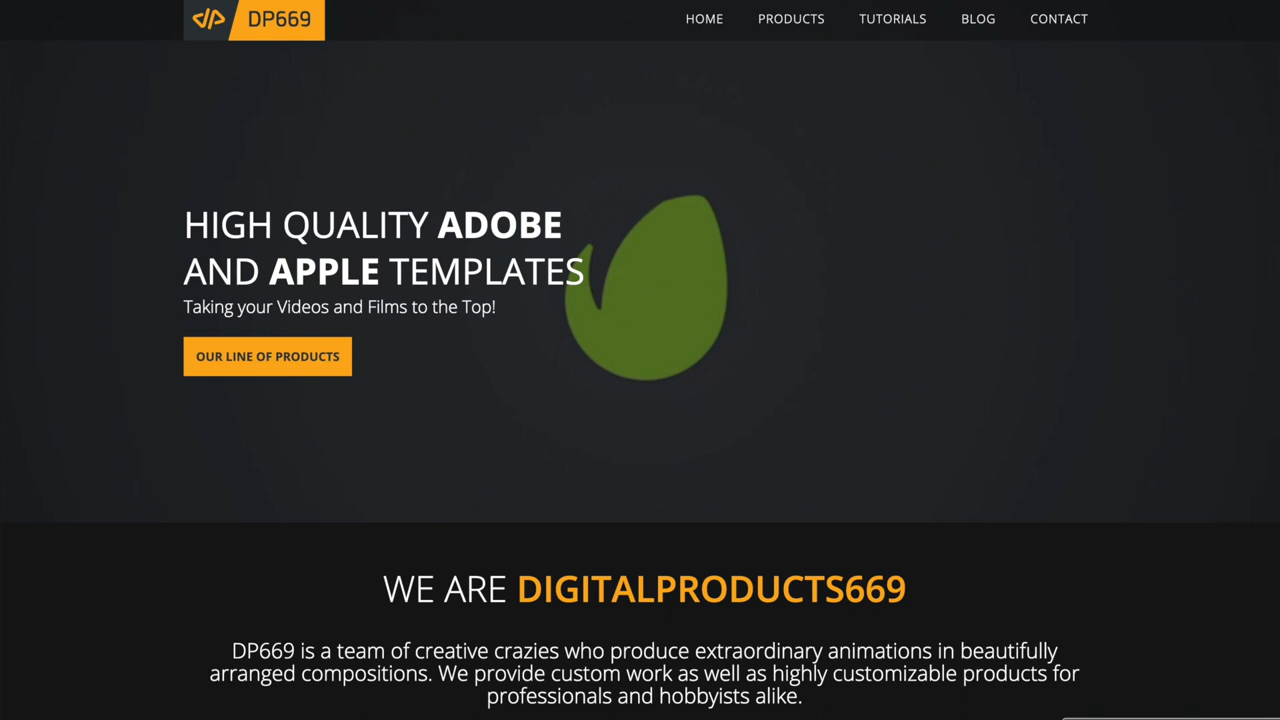 DP669
HOME PRODUCTS TUTORIALS BLOG CONTACT
HIGH QUALITY ADOBE
AND APPLE TEMPLATES
Taking your Videos and Films to the Top!
OUR LINE OF PRODUCTS
WE ARE DIGITALPRODUCTS669
DP669 is a team of creative crazies who produce extraordinary animations in beautifully
arranged compositions. We provide custom work as well as highly customizable products for
professionals and hobbyists alike.